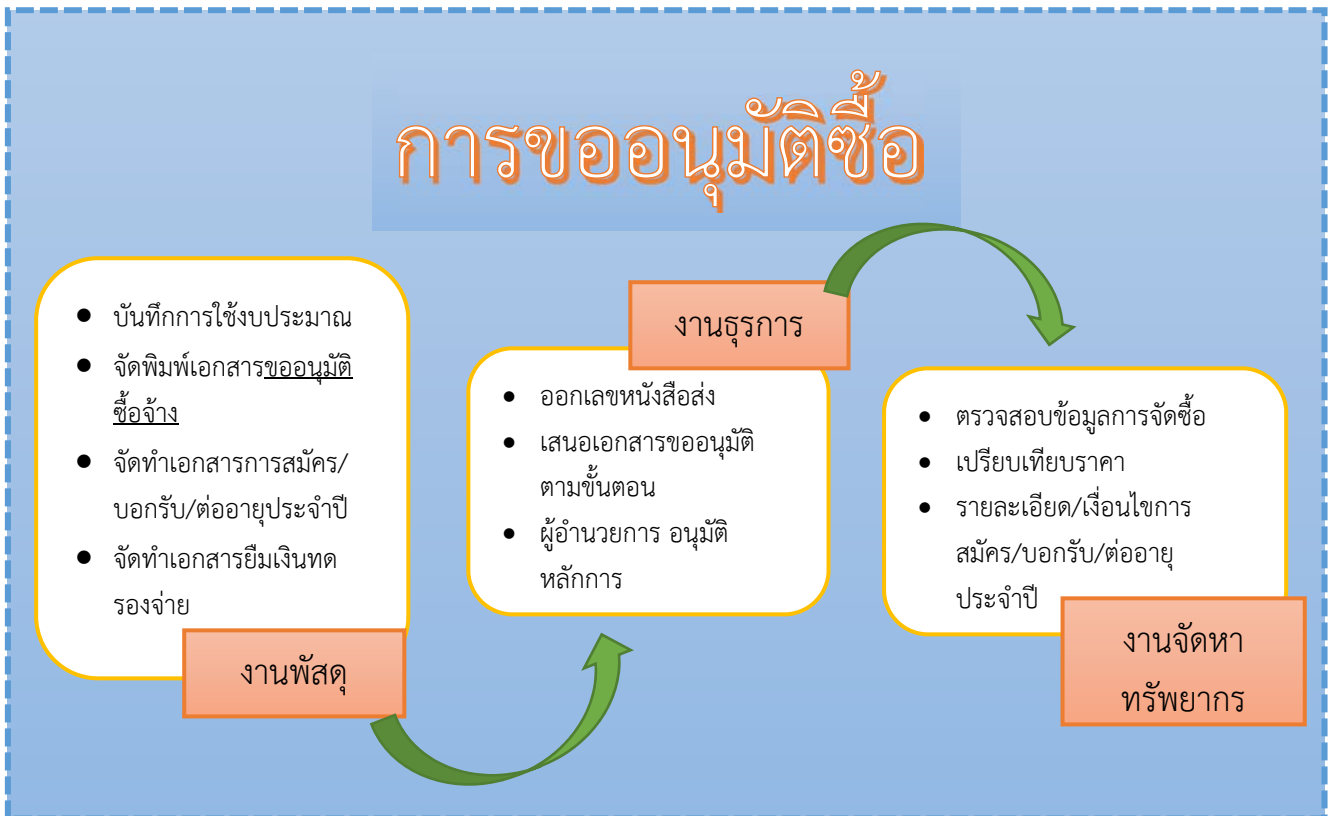 การขออนุมัติซื้อ
● บันทึกการใช้งบประมาณ
● จัดพิมพ์เอกสารขออนุมัติ
ซื้อจ้าง
● จัดทำเอกสารการสมัคร/
บอกรับ/ต่ออายุประจำปี
● จัดทำเอกสารยืมเงินทด
รองจ่าย
งานพัสดุ
งานธุรการ
● ออกเลขหนังสือส่ง
● เสนอเอกสารขออนุมัติ
ตามขั้นตอน
● ผู้อำนวยการ อนุมัติ
หลักการ
● ตรวจสอบข้อมูลการจัดซื้อ
● เปรียบเทียบราคา
● รายละเอียด/เงื่อนไขการ
สมัคร/บอกรับ/ต่ออายุ
ประจำปี
งานจัดหา
ทรัพยากร